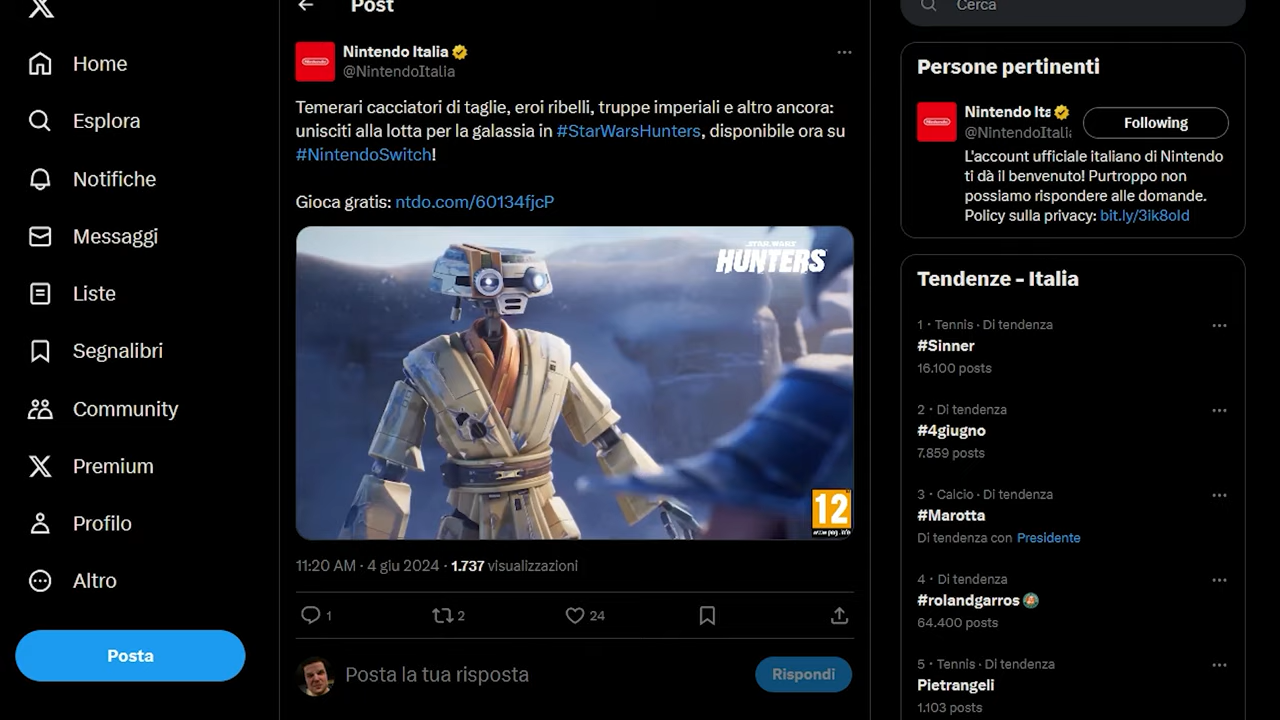 Home
Esplora
Notifiche
Messaggi
Liste
Segnalibri
Community
Premium
Profilo
Altro
Posta
Post
Nintendo Italia
@NintendoItalia
Temerari cacciatori di taglie, eroi ribelli, truppe imperiali e altro ancora:
unisciti alla lotta per la galassia in #StarWarsHunters, disponibile ora su
#NintendoSwitch!
Gioca gratis: ntdo.com/60134fjcP
STAR WARS
HUNTERS
12
www.pegi.info
11:20 AM · 4 giu 2024 · 1.737 visualizzazioni
1
2
24
Posta la tua risposta
Rispondi
Cerca
Persone pertinenti
Nintendo Ita
@NintendoItalia
Following
L'account ufficiale italiano di Nintendo
ti dà il benvenuto! Purtroppo non
possiamo rispondere alle domande.
Policy sulla privacy: bit.ly/3ik8old
Tendenze - Italia
1 · Tennis · Di tendenza
#Sinner
16.100 posts
2 · Di tendenza
#4giugno
7.859 posts
3 · Calcio · Di tendenza
#Marotta
Di tendenza con Presidente
4 · Di tendenza
#rolandgarros
64.400 posts
5 · Tennis · Di tendenza
Pietrangeli
1.103 posts